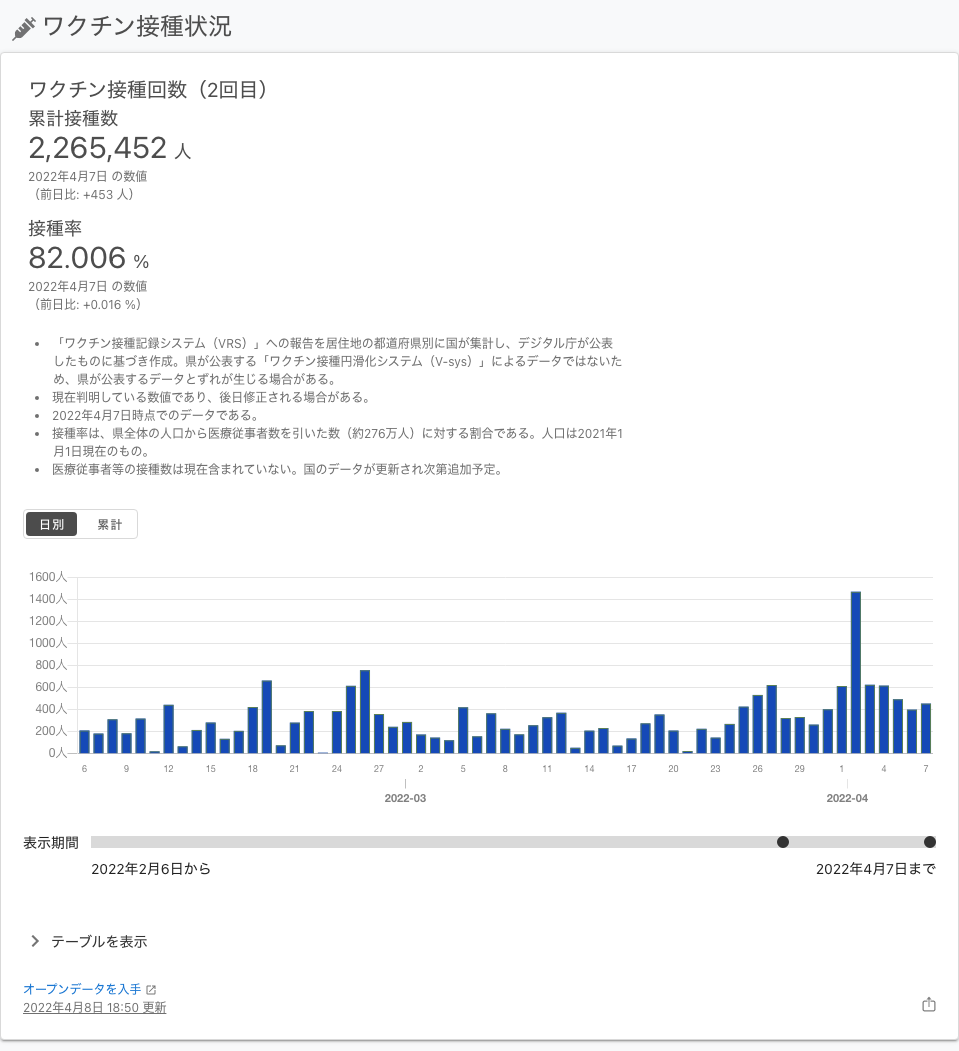 ワクチン接種状況
ワクチン接種回数（2回目）
累計接種数
2,265,452 人
2022年4月7日 の数値
（前日比: +453 人）
接種率
82.006 %
2022年4月7日 の数値
（前日比: +0.016 %）
• 「ワクチン接種記録システム（VRS）」への報告を居住地の都道府県別に国が集計し、デジタル庁が公表
したものに基づき作成。県が公表する「ワクチン接種円滑化システム（V-sys）」によるデータではないた
め、県が公表するデータとずれが生じる場合がある。
• 現在判明している数値であり、後日修正される場合がある。
• 2022年4月7日時点でのデータである。
• 接種率は、県全体の人口から医療従事者数を引いた数（約276万人）に対する割合である。人口は2021年1
月1日現在のもの。
• 医療従事者等の接種数は現在含まれていない。国のデータが更新され次第追加予定。
日別 累計
1600人
1400人
1200人
1000人
800人
600人
400人
200人
0人
6 9 12 15 18 21 24 27 2 5 8 11 14 17 20 23 26 29 1 4 7
2022-03 2022-04
表示期間
2022年2月6日から 2022年4月7日まで
テーブルを表示
オープンデータを入手
2022年4月8日 18:50 更新